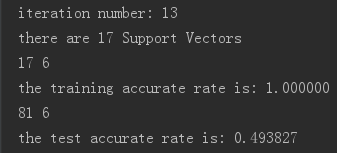 iteration number: 13
there are 17 Support Vectors
17 6
the training accurate rate is: 1.000000
81 6
the test accurate rate is: 0.493827